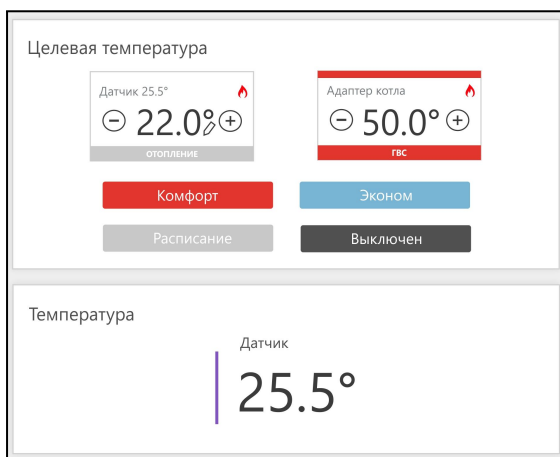 Целевая температура
Датчик 25.5°
22.0°
ОТОПЛЕНИЕ
Адаптер котла
50.0°
ГВС
Комфорт
Эконом
Расписание
Выключен
Температура
Датчик
25.5°